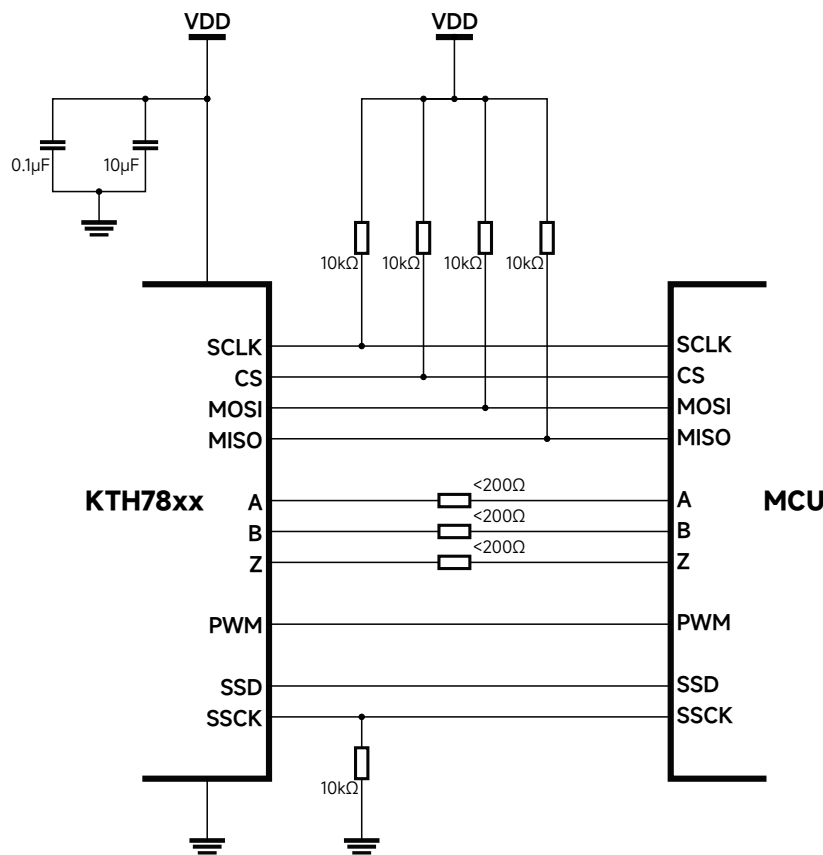 VDD VDD
0.1μF 10μF
10kΩ 10kΩ 10kΩ 10kΩ
SCLK SCLK
CS CS
MOSI MOSI
MISO MISO
<200Ω
KTH78xx A A MCU
<200Ω
B B
<200Ω
Z Z
PWM PWM
SSD SSD
SSCK SSCK
10kΩ